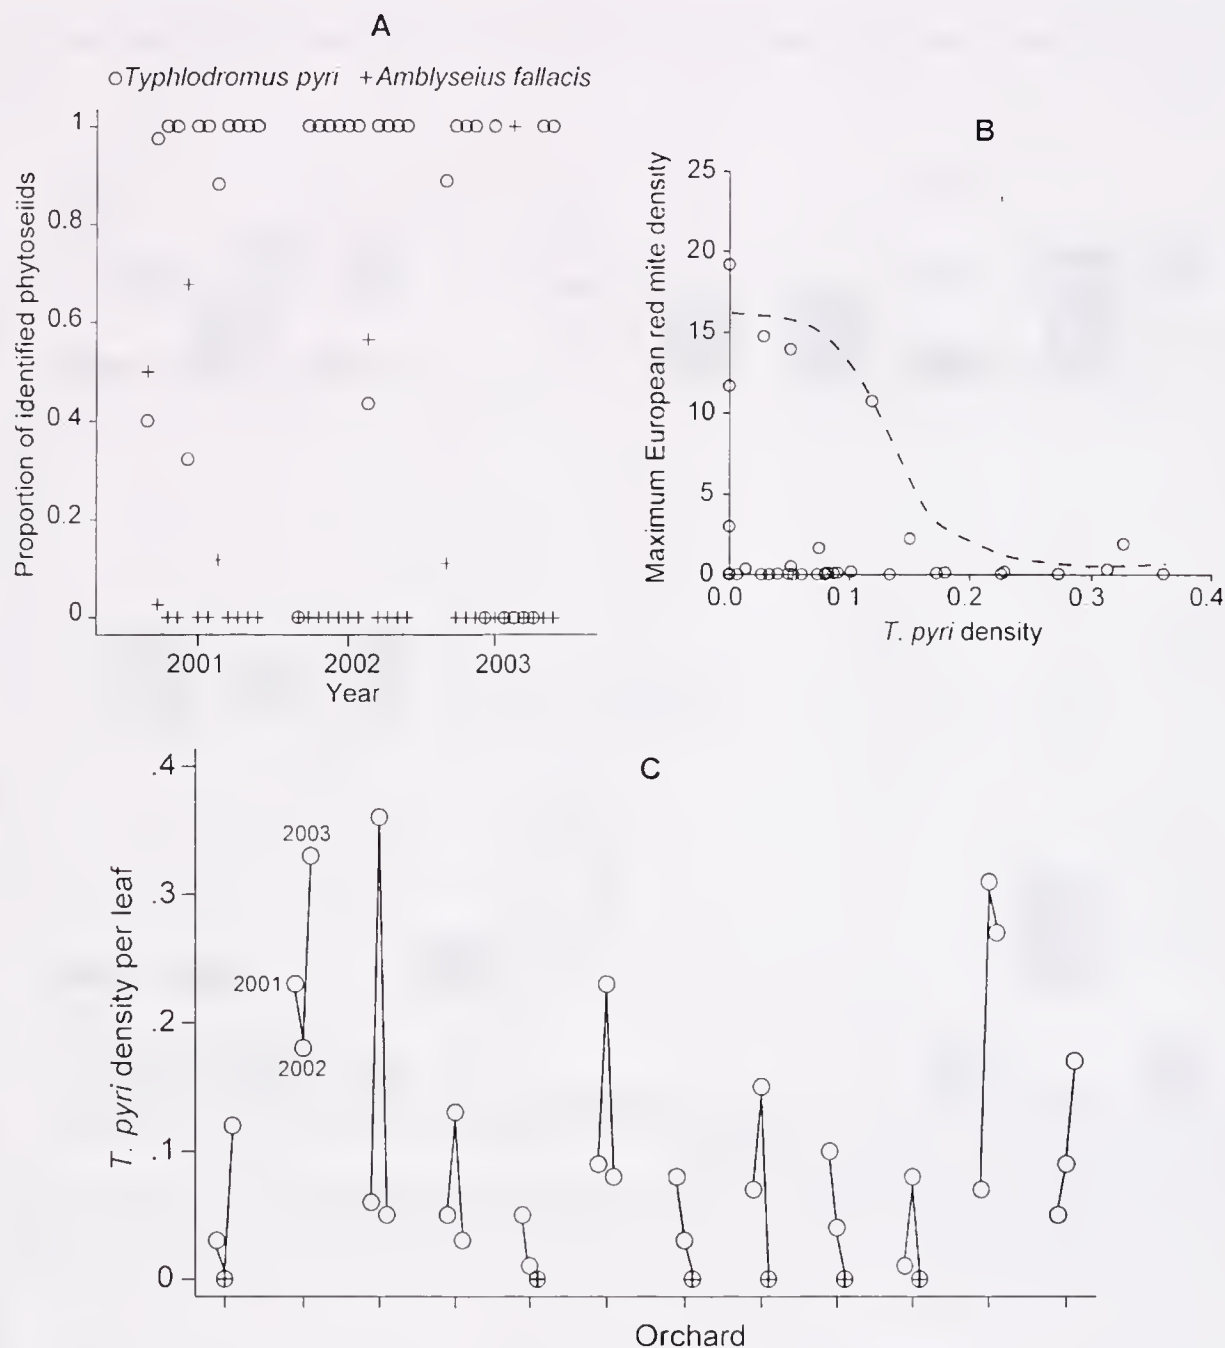 A
○Typhlodromus pyri +Amblyseius fallacis
Proportion of identified phytoseiids
1
0.8
0.6
0.4
0.2
0
2001 2002 2003
Year
B
Maximum European red mite density
25
20
15
10
5
0
0.0 0.1 0.2 0.3 0.4
T. pyri density
C
T. pyri density per leaf
.4
.3
.2
.1
0
2003
2001
2002
Orchard